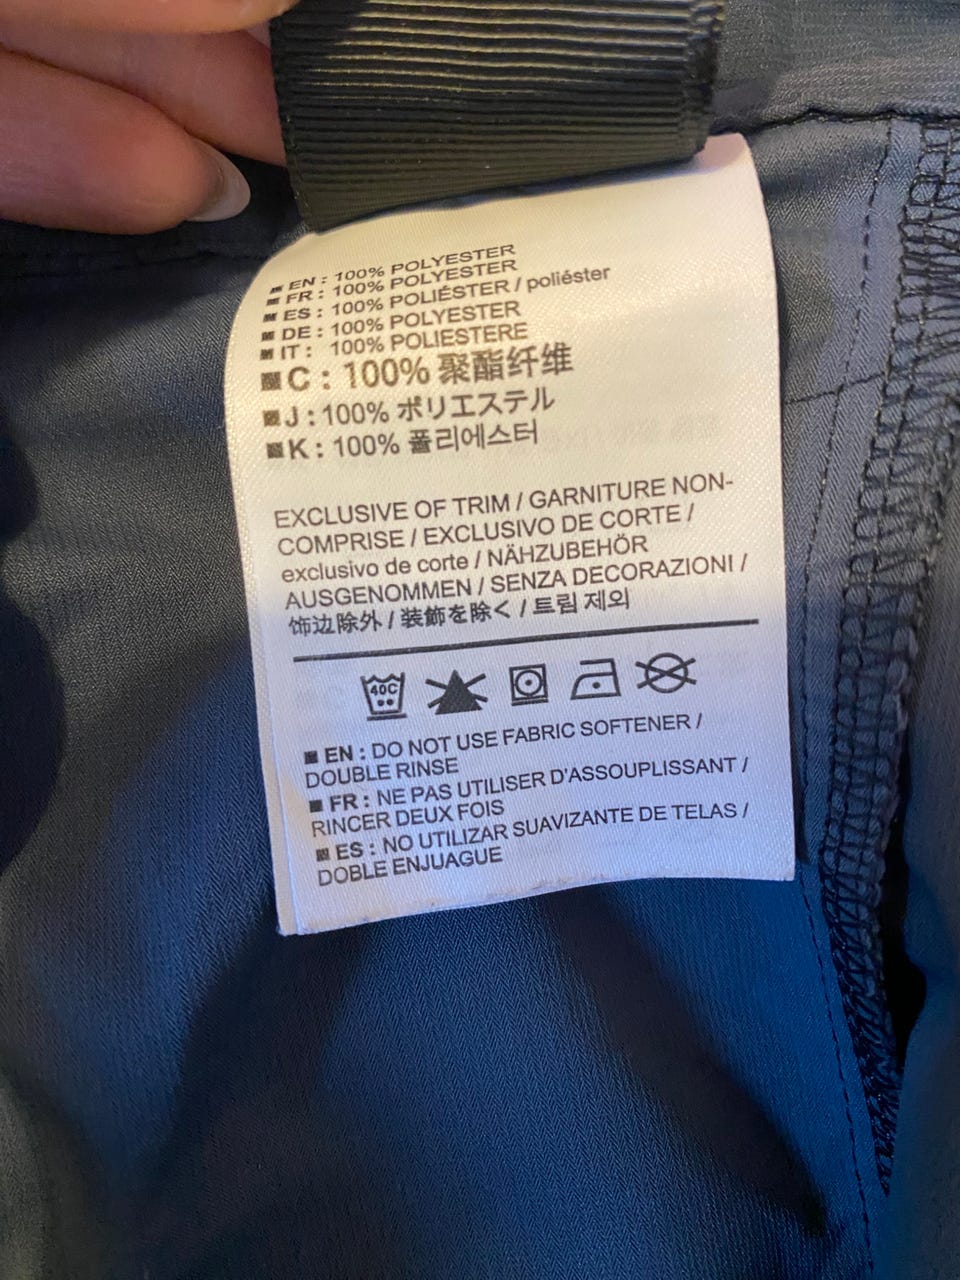 EN : 100% POLYESTER
FR : 100% POLYESTER
ES : 100% POLIÉSTER / poliéster
DE : 100% POLYESTER
IT : 100% POLIESTERE
C : 100% 聚酯纤维
J : 100% ポリエステル
K : 100% 폴리에스터
EXCLUSIVE OF TRIM / GARNITURE NON-
COMPRISE / EXCLUSIVO DE CORTE /
exclusivo de corte / NÄHZUBEHÖR
AUSGENOMMEN / SENZA DECORAZIONI /
饰边除外 / 装飾を除く / 트림 제외
40C
EN : DO NOT USE FABRIC SOFTENER /
DOUBLE RINSE
FR : NE PAS UTILISER D'ASSOUPLISSANT /
RINCER DEUX FOIS
ES : NO UTILIZAR SUAVIZANTE DE TELAS /
DOBLE ENJUAGUE